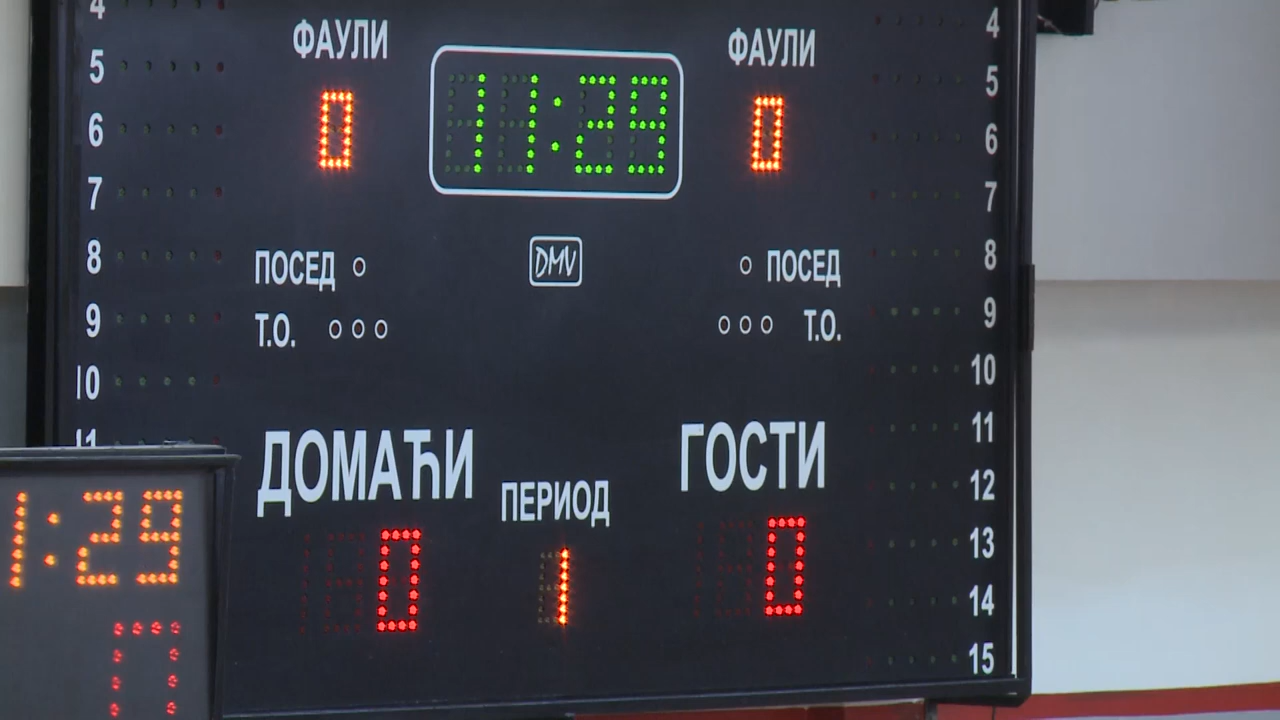 4 ФАУЛИ 11:29 ФАУЛИ 4
5 0 0 5
6 6
7 7
8 ПОСЕД DMV ПОСЕД 8
9 Т.О. Т.О. 9
10 10
11 ДОМАЋИ ГОСТИ 11
ПЕРИОД 12
1:29 0 1 0 13
14
15